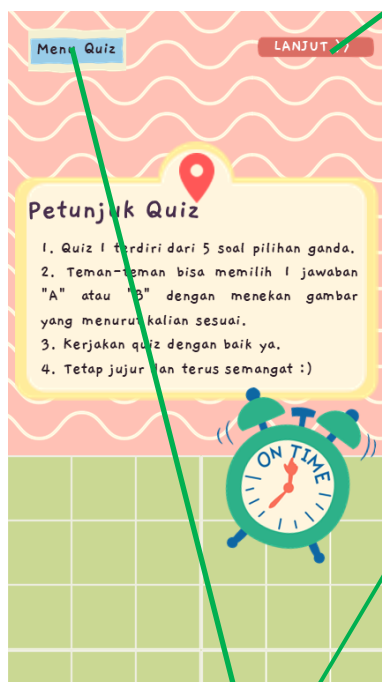 Menu Quiz
LANJUT >>
Petunjuk Quiz
1. Quiz 1 terdiri dari 5 soal pilihan ganda.
2. Teman-teman bisa memilih 1 jawaban
"A" atau "B" dengan menekan gambar
yang menurut kalian sesuai.
3. Kerjakan quiz dengan baik ya.
4. Tetap jujur dan terus semangat :)
ON TIME